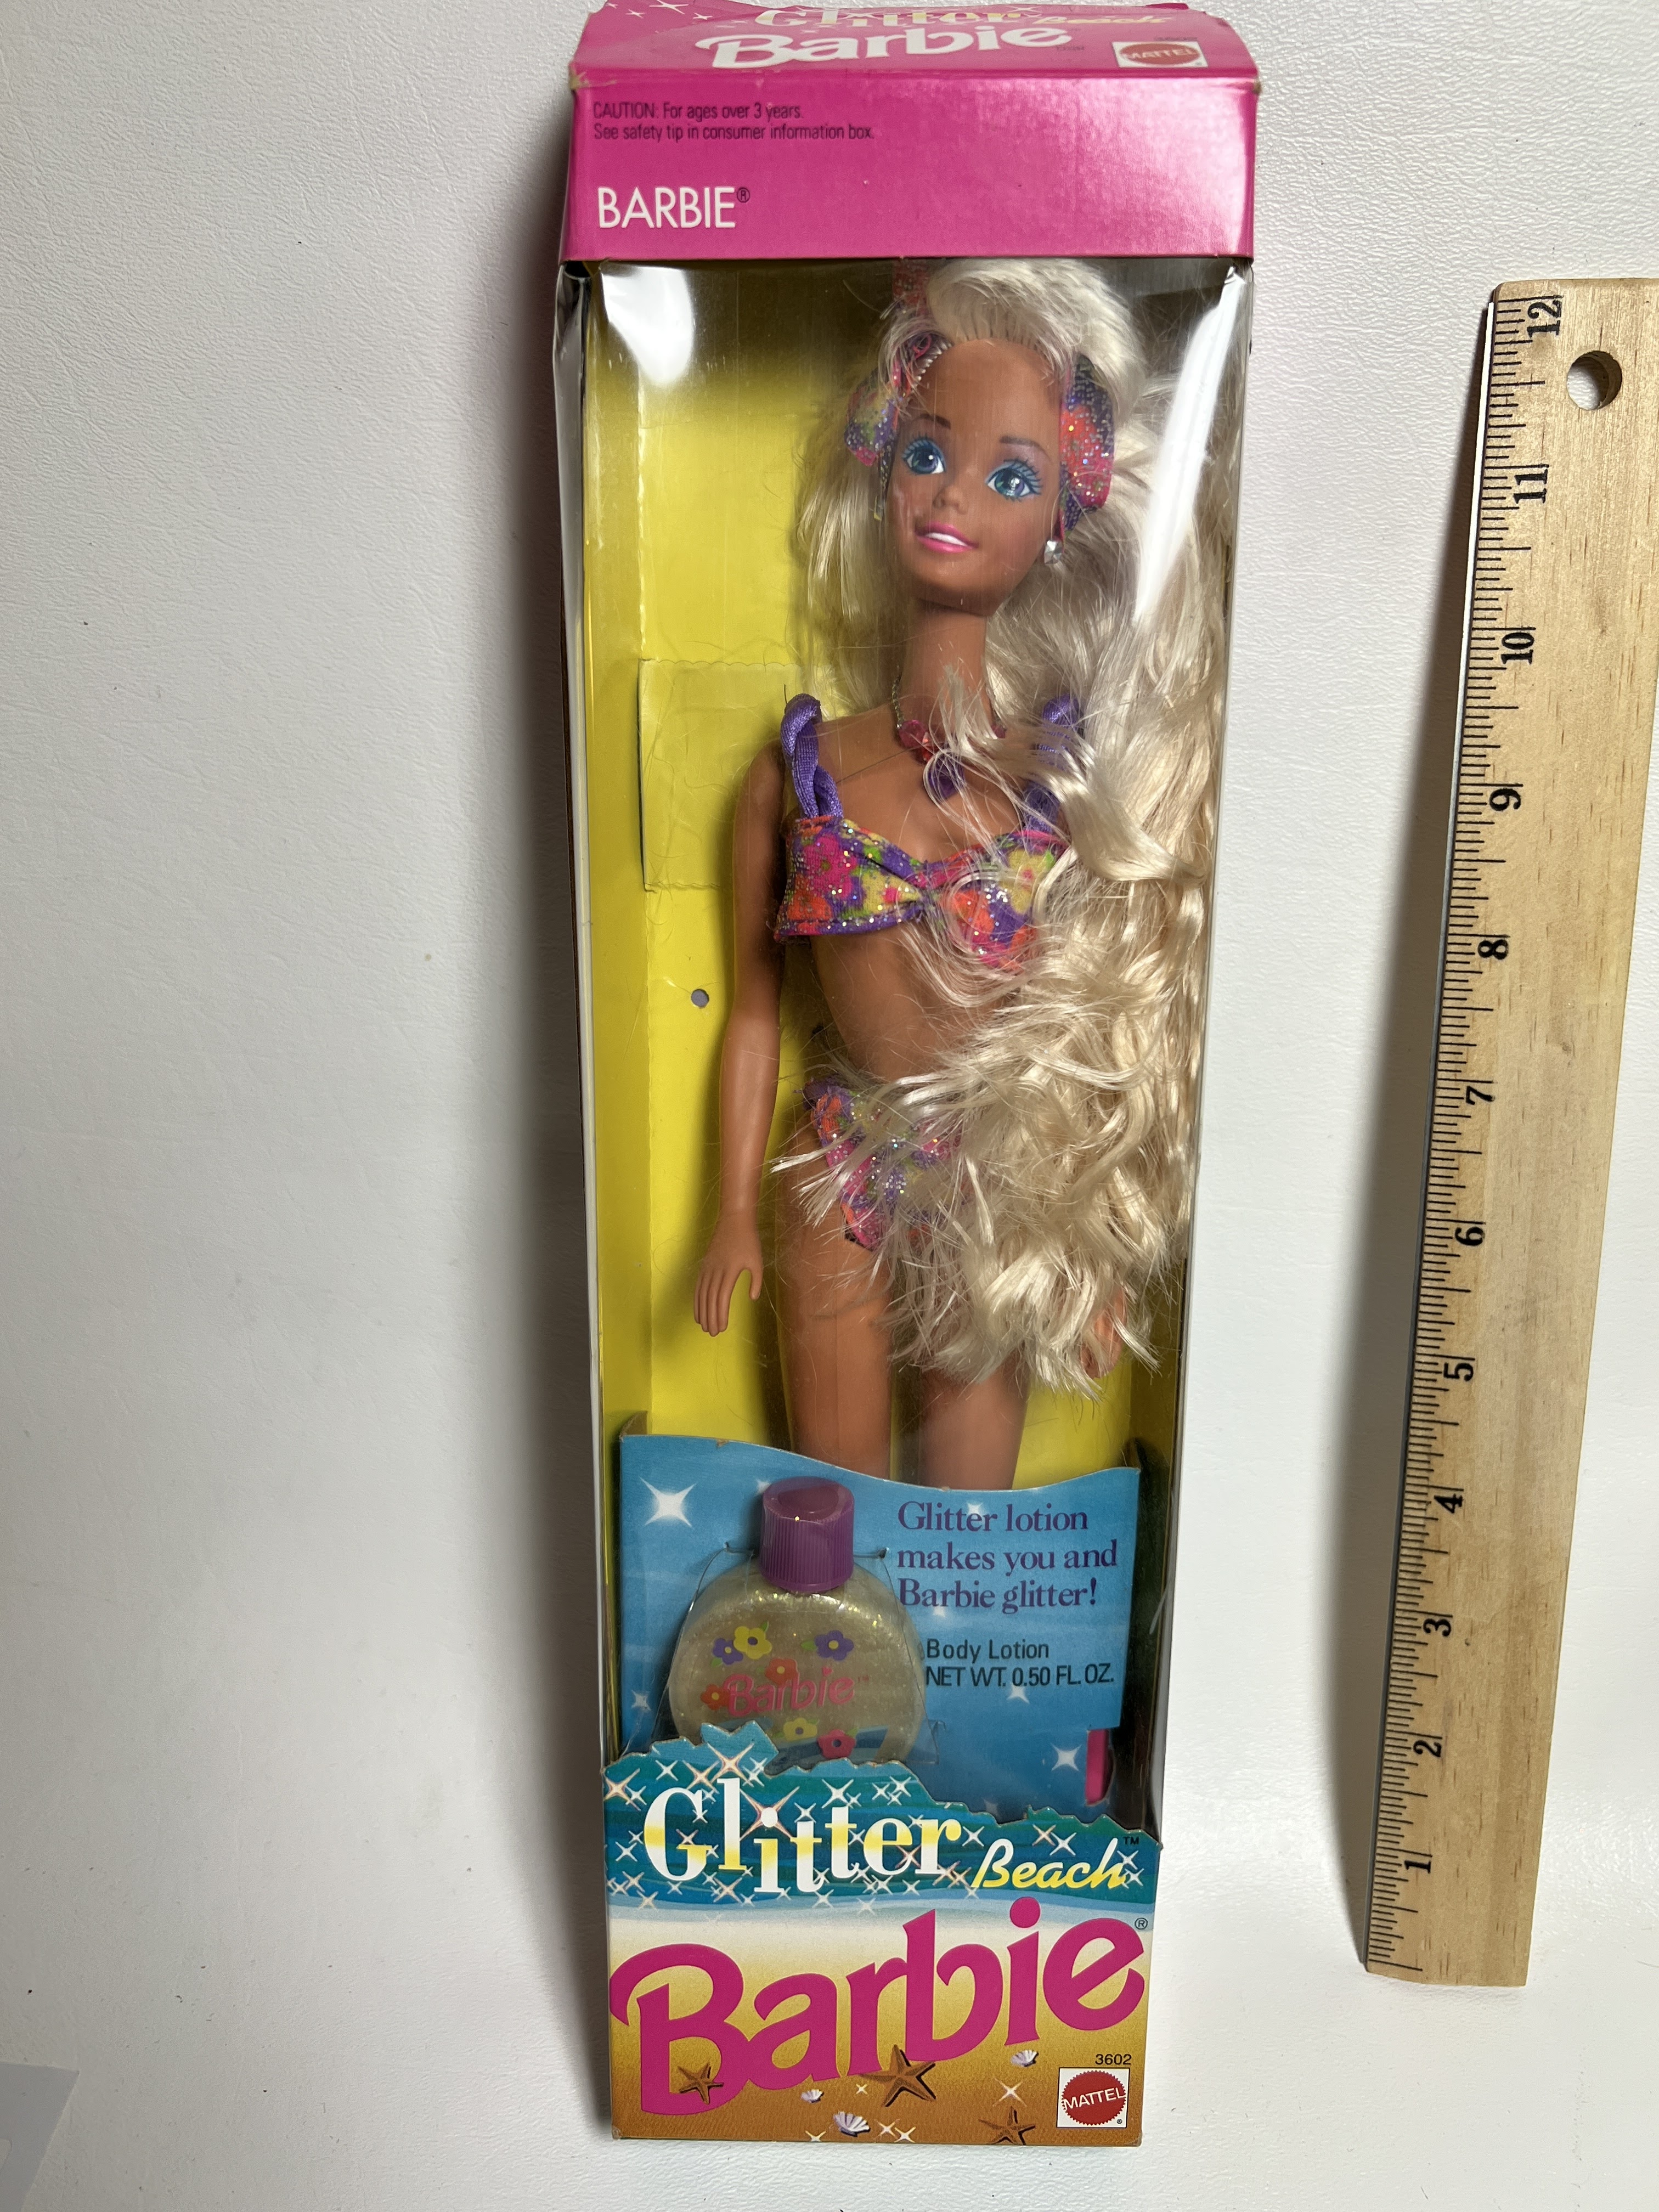 Glitter Beach
Barbie
MATTEL
CAUTION: For ages over 3 years.
See safety tip in consumer information box.
BARBIE®
Glitter lotion
makes you and
Barbie glitter!
Body Lotion
NET WT. 0.50 FL. OZ.
Barbie™
Glitter Beach™
Barbie®
3602
MATTEL®
12
11
10
9
8
7
6
5
4
3
2
1